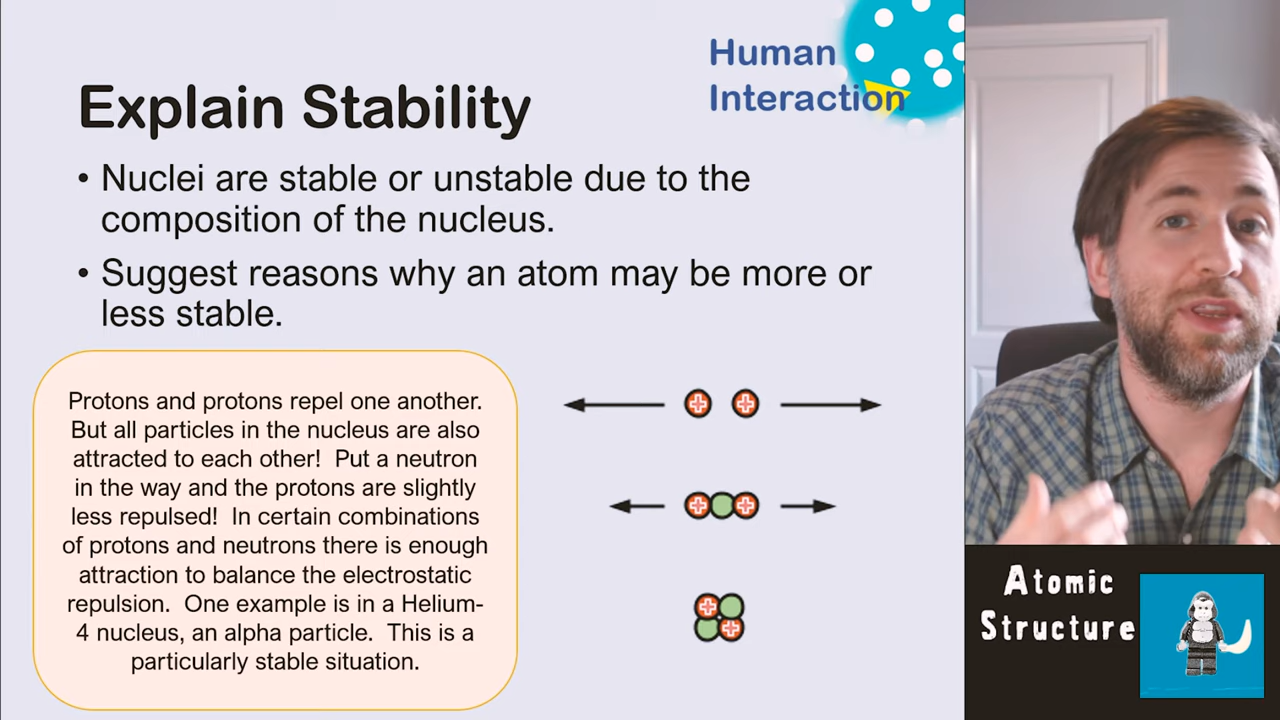 Human
Interaction
Explain Stability
• Nuclei are stable or unstable due to the
composition of the nucleus.
• Suggest reasons why an atom may be more or
less stable.
Protons and protons repel one another.
But all particles in the nucleus are also
attracted to each other! Put a neutron
in the way and the protons are slightly
less repulsed! In certain combinations
of protons and neutrons there is enough
attraction to balance the electrostatic
repulsion. One example is in a Helium-
4 nucleus, an alpha particle. This is a
particularly stable situation.
Atomic
Structure